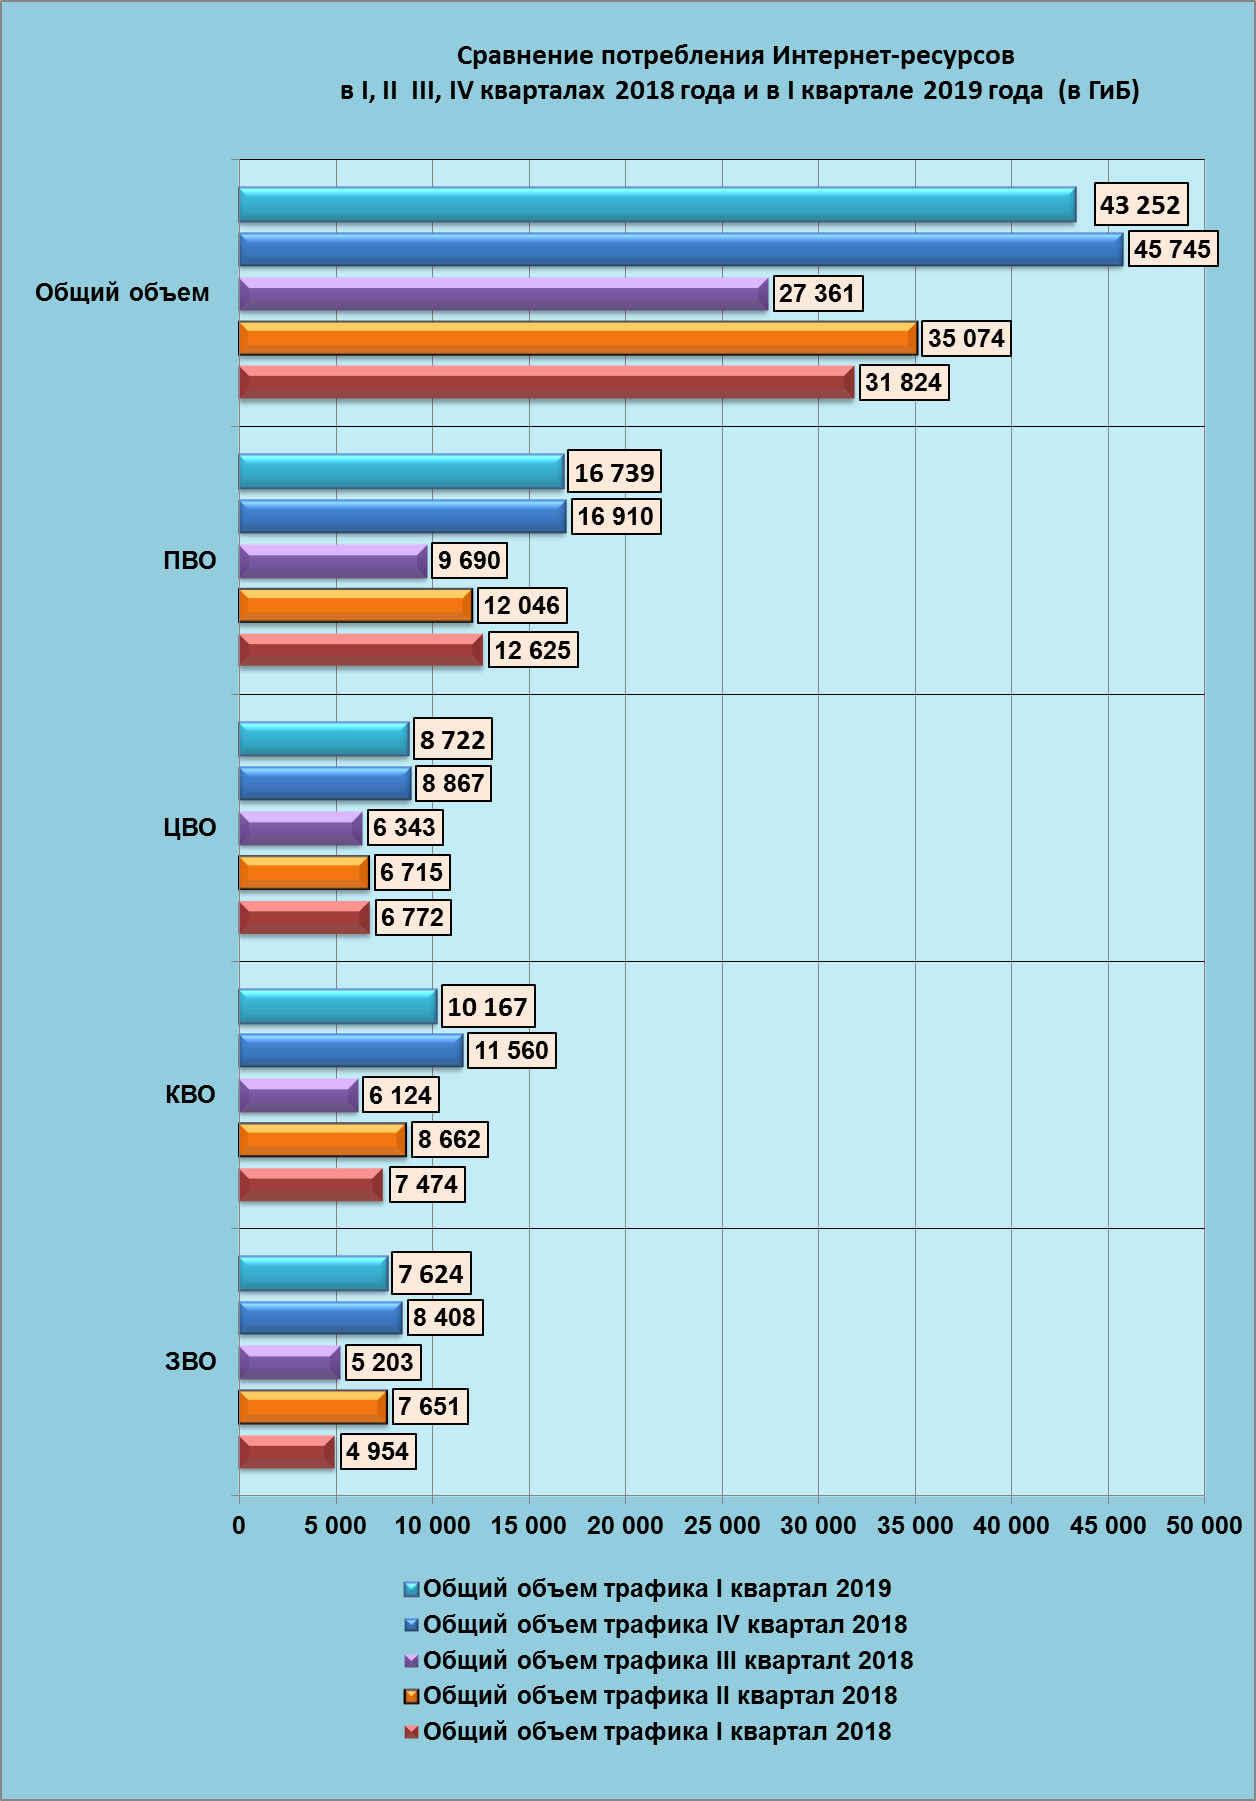 Сравнение потребления Интернет-ресурсов
в I, II  III, IV кварталах 2018 года и в I квартале 2019 года  (в ГиБ)
Общий объем
43 252
45 745
27 361
35 074
31 824
ПВО
16 739
16 910
9 690
12 046
12 625
ЦВО
8 722
8 867
6 343
6 715
6 772
КВО
10 167
11 560
6 124
8 662
7 474
ЗВО
7 624
8 408
5 203
7 651
4 954
0 5 000 10 000 15 000 20 000 25 000 30 000 35 000 40 000 45 000 50 000
Общий объем трафика I квартал 2019
Общий объем трафика IV квартал 2018
Общий объем трафика III кварталt 2018
Общий объем трафика II квартал 2018
Общий объем трафика I квартал 2018